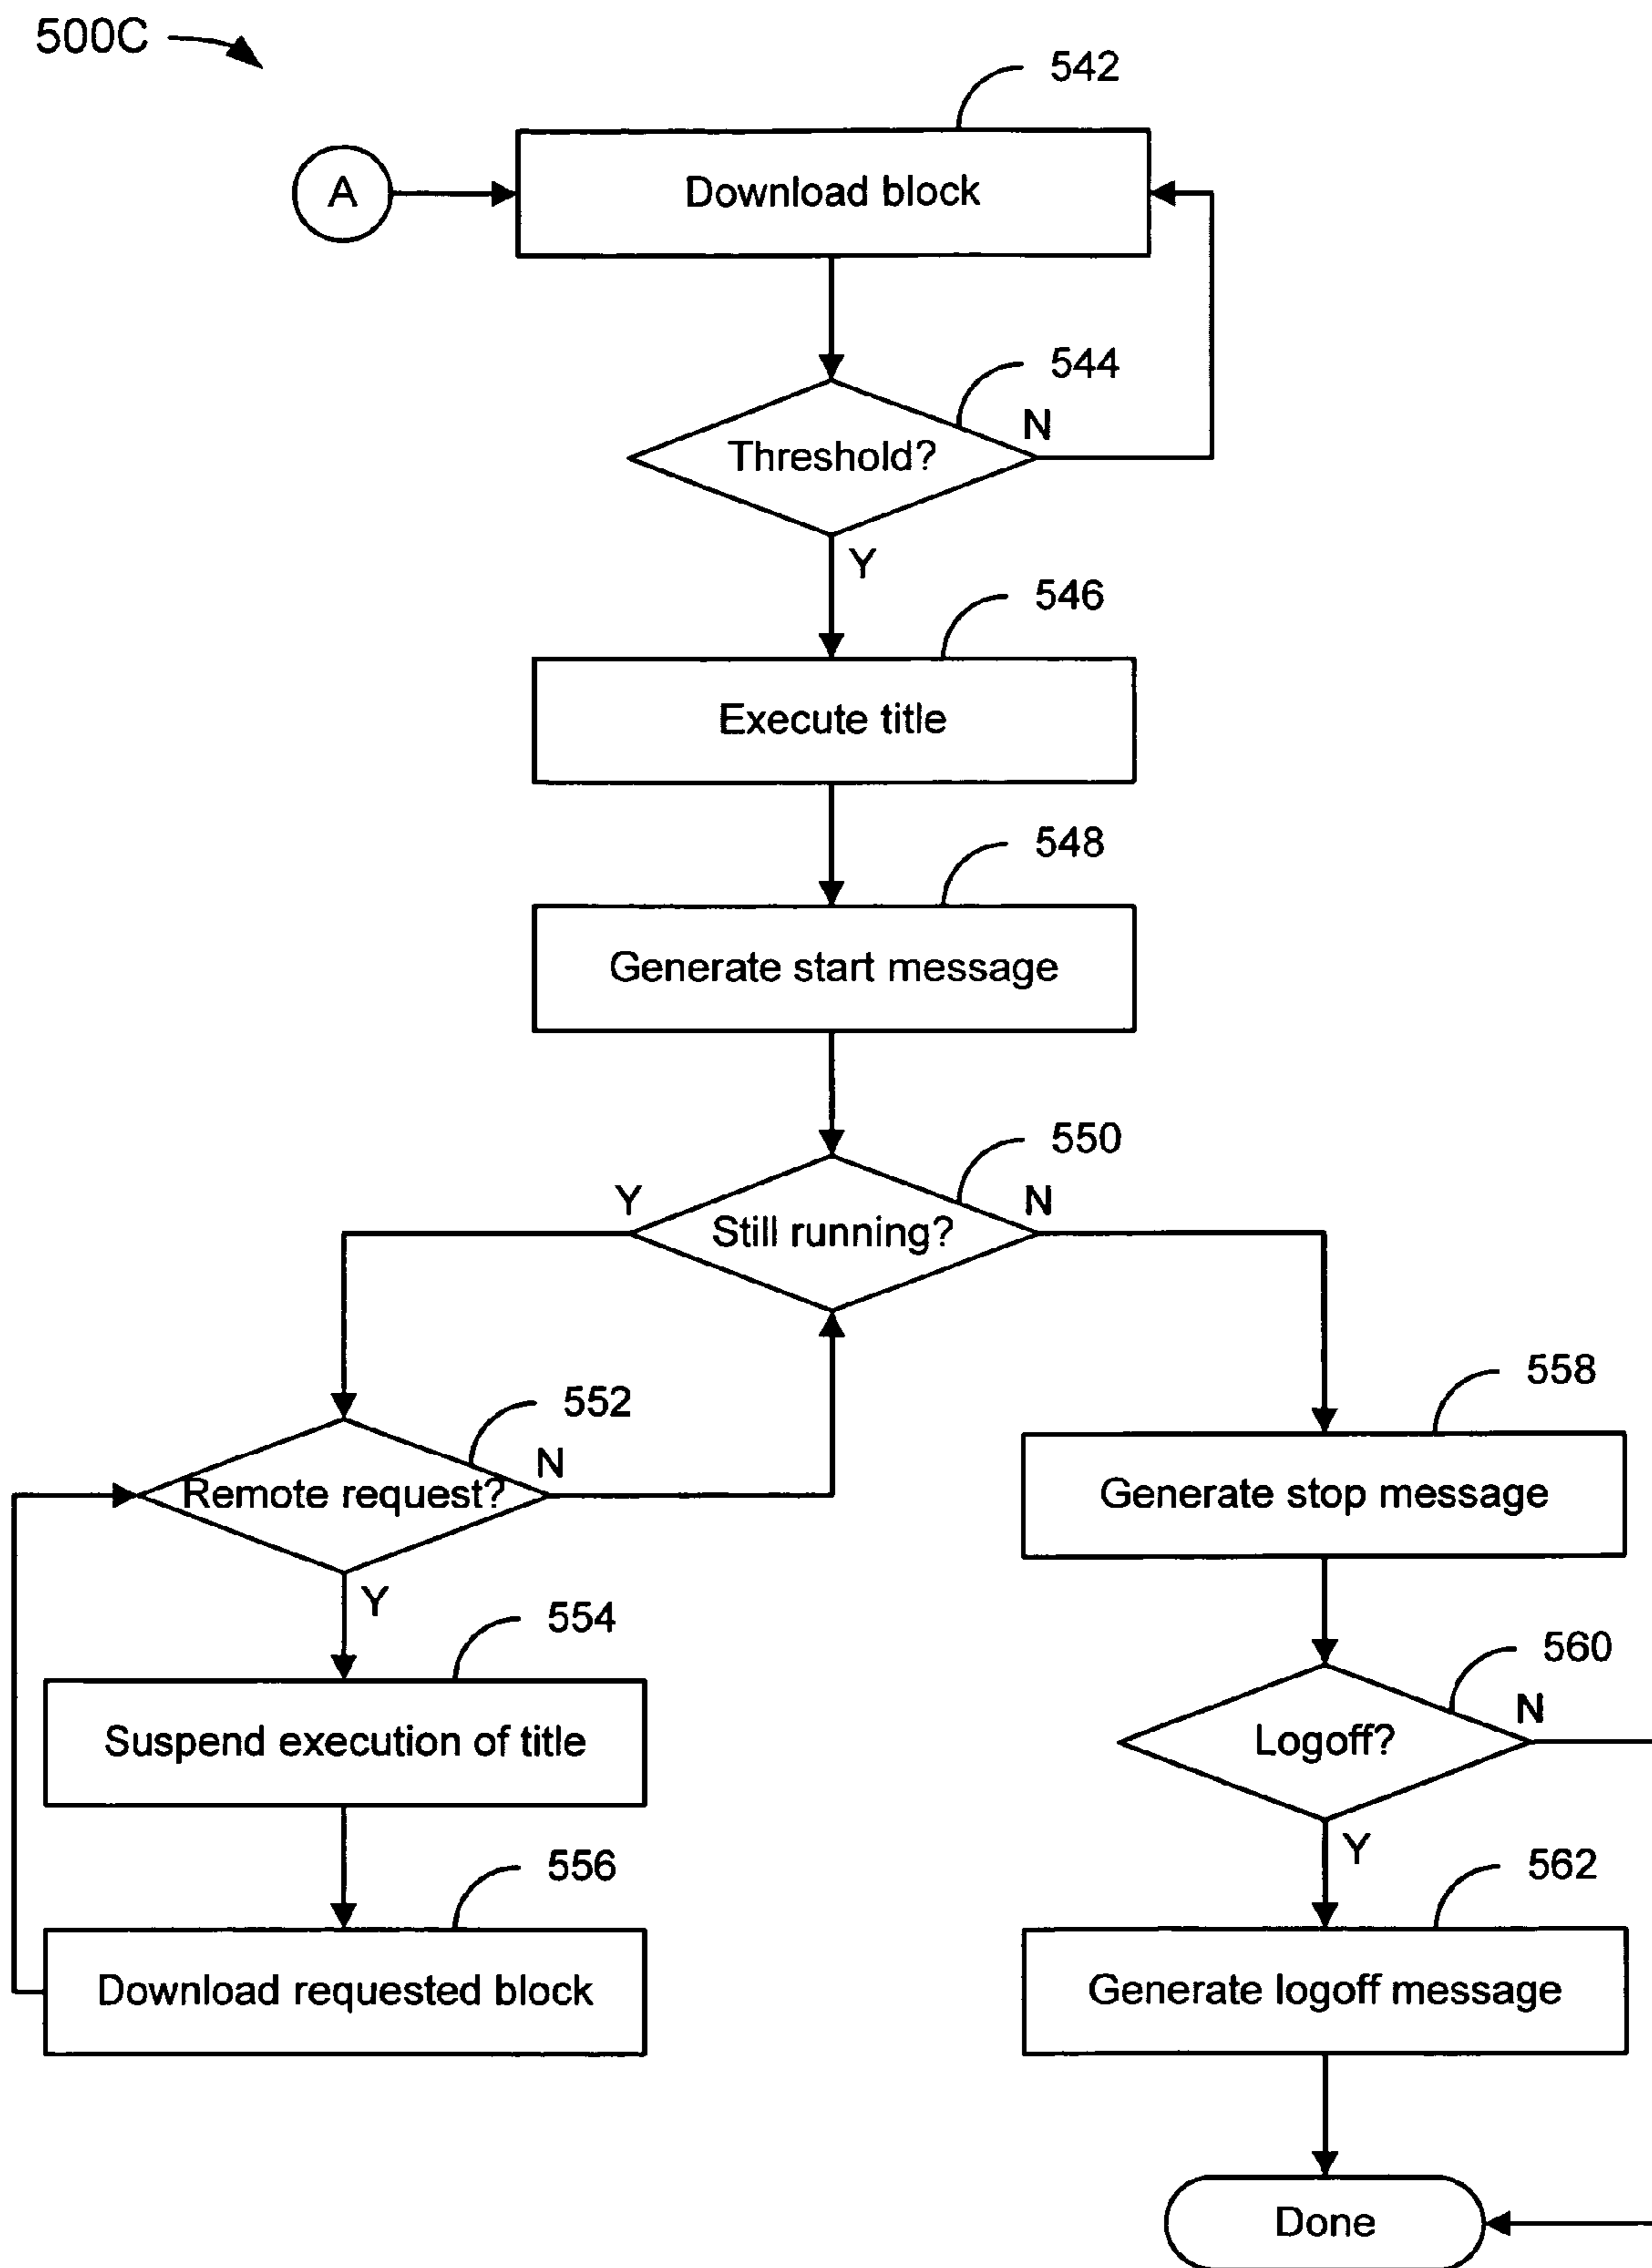 500C
542
A
Download block
544
N
Threshold?
Y
546
Execute title
548
Generate start message
550
Y
N
Still running?
552
558
N
Remote request?
Generate stop message
Y
554
560
N
Suspend execution of title
Logoff?
Y
556
562
Download requested block
Generate logoff message
Done